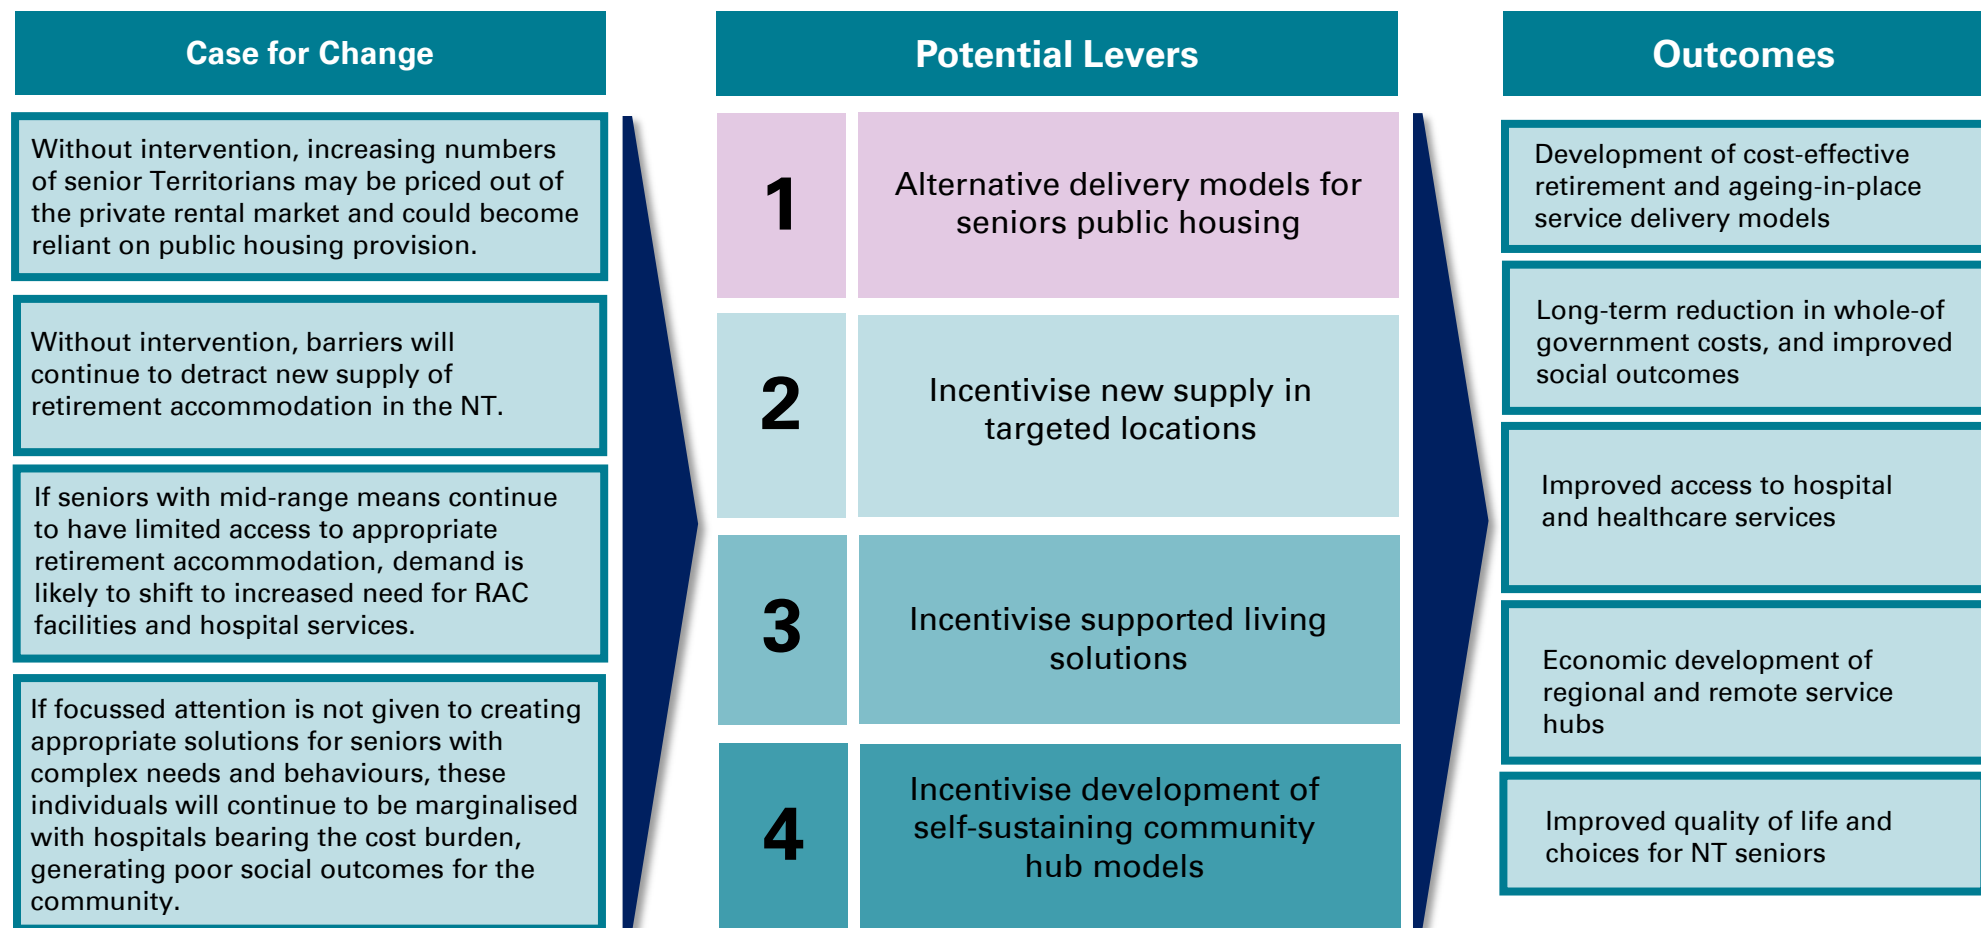 Case for Change
Without intervention, increasing numbers
of senior Territorians may be priced out of
the private rental market and could become
reliant on public housing provision.
Without intervention, barriers will
continue to detract new supply of
retirement accommodation in the NT.
If seniors with mid-range means continue
to have limited access to appropriate
retirement accommodation, demand is
likely to shift to increased need for RAC
facilities and hospital services.
If focussed attention is not given to creating
appropriate solutions for seniors with
complex needs and behaviours, these
individuals will continue to be marginalised
with hospitals bearing the cost burden,
generating poor social outcomes for the
community.
Potential Levers
1
Alternative delivery models for
seniors public housing
2
Incentivise new supply in
targeted locations
3
Incentivise supported living
solutions
4
Incentivise development of
self-sustaining community
hub models
Outcomes
Development of cost-effective
retirement and ageing-in-place
service delivery models
Long-term reduction in whole-of
government costs, and improved
social outcomes
Improved access to hospital
and healthcare services
Economic development of
regional and remote service
hubs
Improved quality of life and
choices for NT seniors